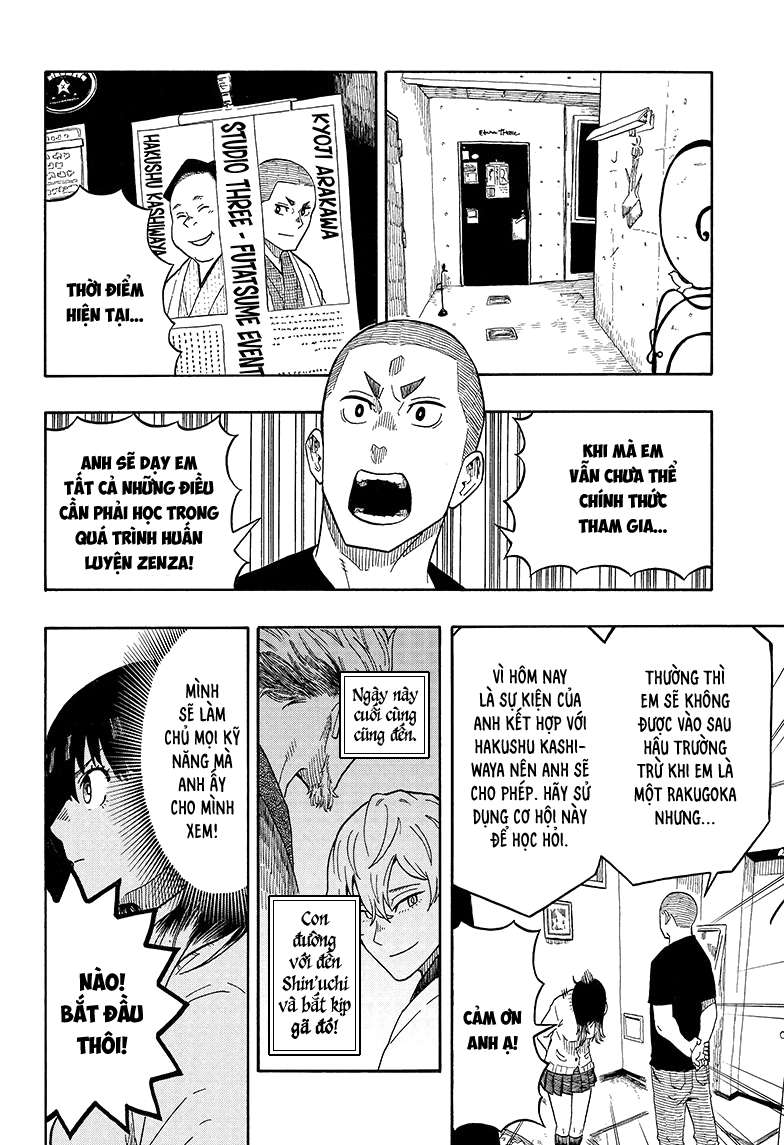 Etura Three
KYOJI ARAKAWA
STUDIO THREE - FUTATSUME EVENT
HAKUSHU KASHIWAYA
THỜI ĐIỂM
HIỆN TẠI...
KHI MÀ EM
VẪN CHƯA THỂ
CHÍNH THỨC
THAM GIA...
ANH SẼ DẠY EM
TẤT CẢ NHỮNG ĐIỀU
CẦN PHẢI HỌC TRONG
QUÁ TRÌNH HUẤN
LUYỆN ZENZA!
THƯỜNG THÌ
EM SẼ KHÔNG
ĐƯỢC VÀO SAU
HẬU TRƯỜNG
TRỪ KHI EM LÀ
MỘT RAKUGOKA
NHƯNG...
VÌ HÔM NAY
LÀ SỰ KIỆN CỦA
ANH KẾT HỢP VỚI
HAKUSHU KASHI-
WAYA NÊN ANH SẼ
CHO PHÉP. HÃY SỬ
DỤNG CƠ HỘI NÀY
ĐỂ HỌC HỎI.
CẢM ƠN
ANH Ạ!
Ngày này
cuối cùng
cũng đến.
Con
đường
với đến
Shin'uchi
và bắt kịp
gã đó!
MÌNH
SẼ LÀM
CHỦ MỌI KỸ
NĂNG MÀ
ANH ẤY
CHO MÌNH
XEM!
NÀO!
BẮT ĐẦU
THÔI!